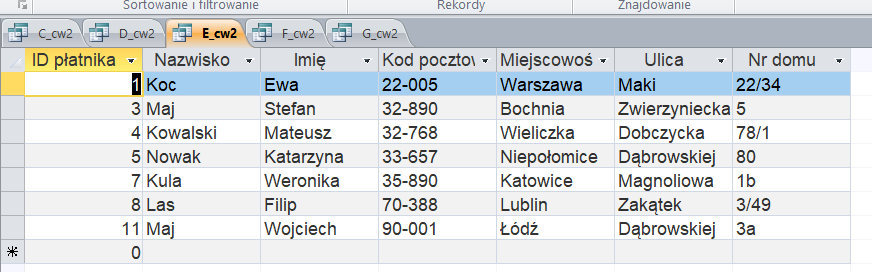 Sortowanie i filtrowanie Rekordy Znajdowanie
C_cw2 D_cw2 E_cw2 F_cw2 G_cw2
ID płatnika Nazwisko Imię Kod pocztow Miejscowoś Ulica Nr domu
1 Koc Ewa 22-005 Warszawa Maki 22/34
3 Maj Stefan 32-890 Bochnia Zwierzyniecka 5
4 Kowalski Mateusz 32-768 Wieliczka Dobczycka 78/1
5 Nowak Katarzyna 33-657 Niepołomice Dąbrowskiej 80
7 Kula Weronika 35-890 Katowice Magnoliowa 1b
8 Las Filip 70-388 Lublin Zakątek 3/49
11 Maj Wojciech 90-001 Łódź Dąbrowskiej 3a
0